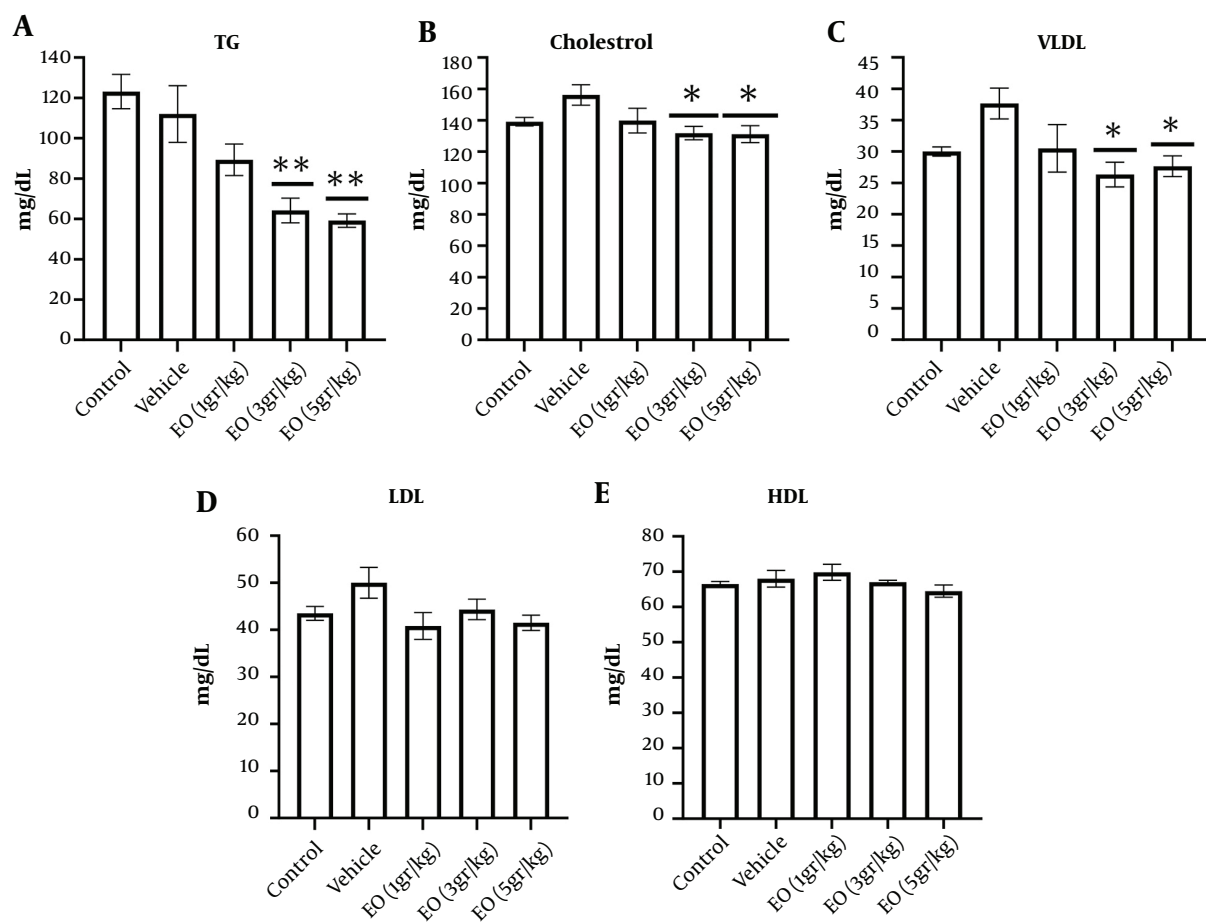 A
TG
mg/dL
140
120
100
80
60
40
20
0
**
**
Control
Vehicle
EO (1gr/kg)
EO (3gr/kg)
EO (5gr/kg)
B
Cholestrol
mg/dL
180
160
140
120
100
80
60
40
20
0
*
*
Control
Vehicle
EO (1gr/kg)
EO (3gr/kg)
EO (5gr/kg)
C
VLDL
mg/dL
45
40
35
30
25
20
15
10
5
0
*
*
Control
Vehicle
EO (1gr/kg)
EO (3gr/kg)
EO (5gr/kg)
D
LDL
mg/dL
60
50
40
30
20
10
0
Control
Vehicle
EO (1gr/kg)
EO (3gr/kg)
EO (5gr/kg)
E
HDL
mg/dL
80
70
60
50
40
30
20
10
0
Control
Vehicle
EO (1gr/kg)
EO (3gr/kg)
EO (5gr/kg)